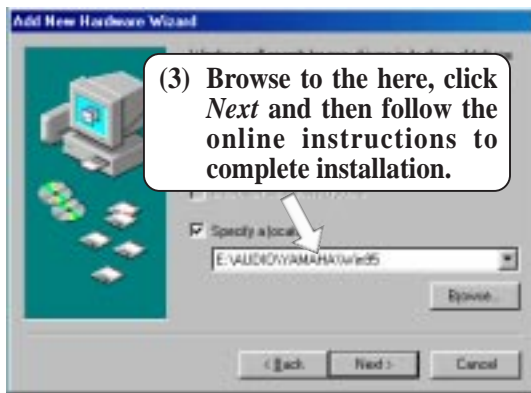 Add New Hardware Wizard
(3) Browse to the here, click
Next and then follow the
online instructions to
complete installation.
Specify a locat
E:\AUDIO\YAMAHA\Win95
Browse...
< Back
Next >
Cancel